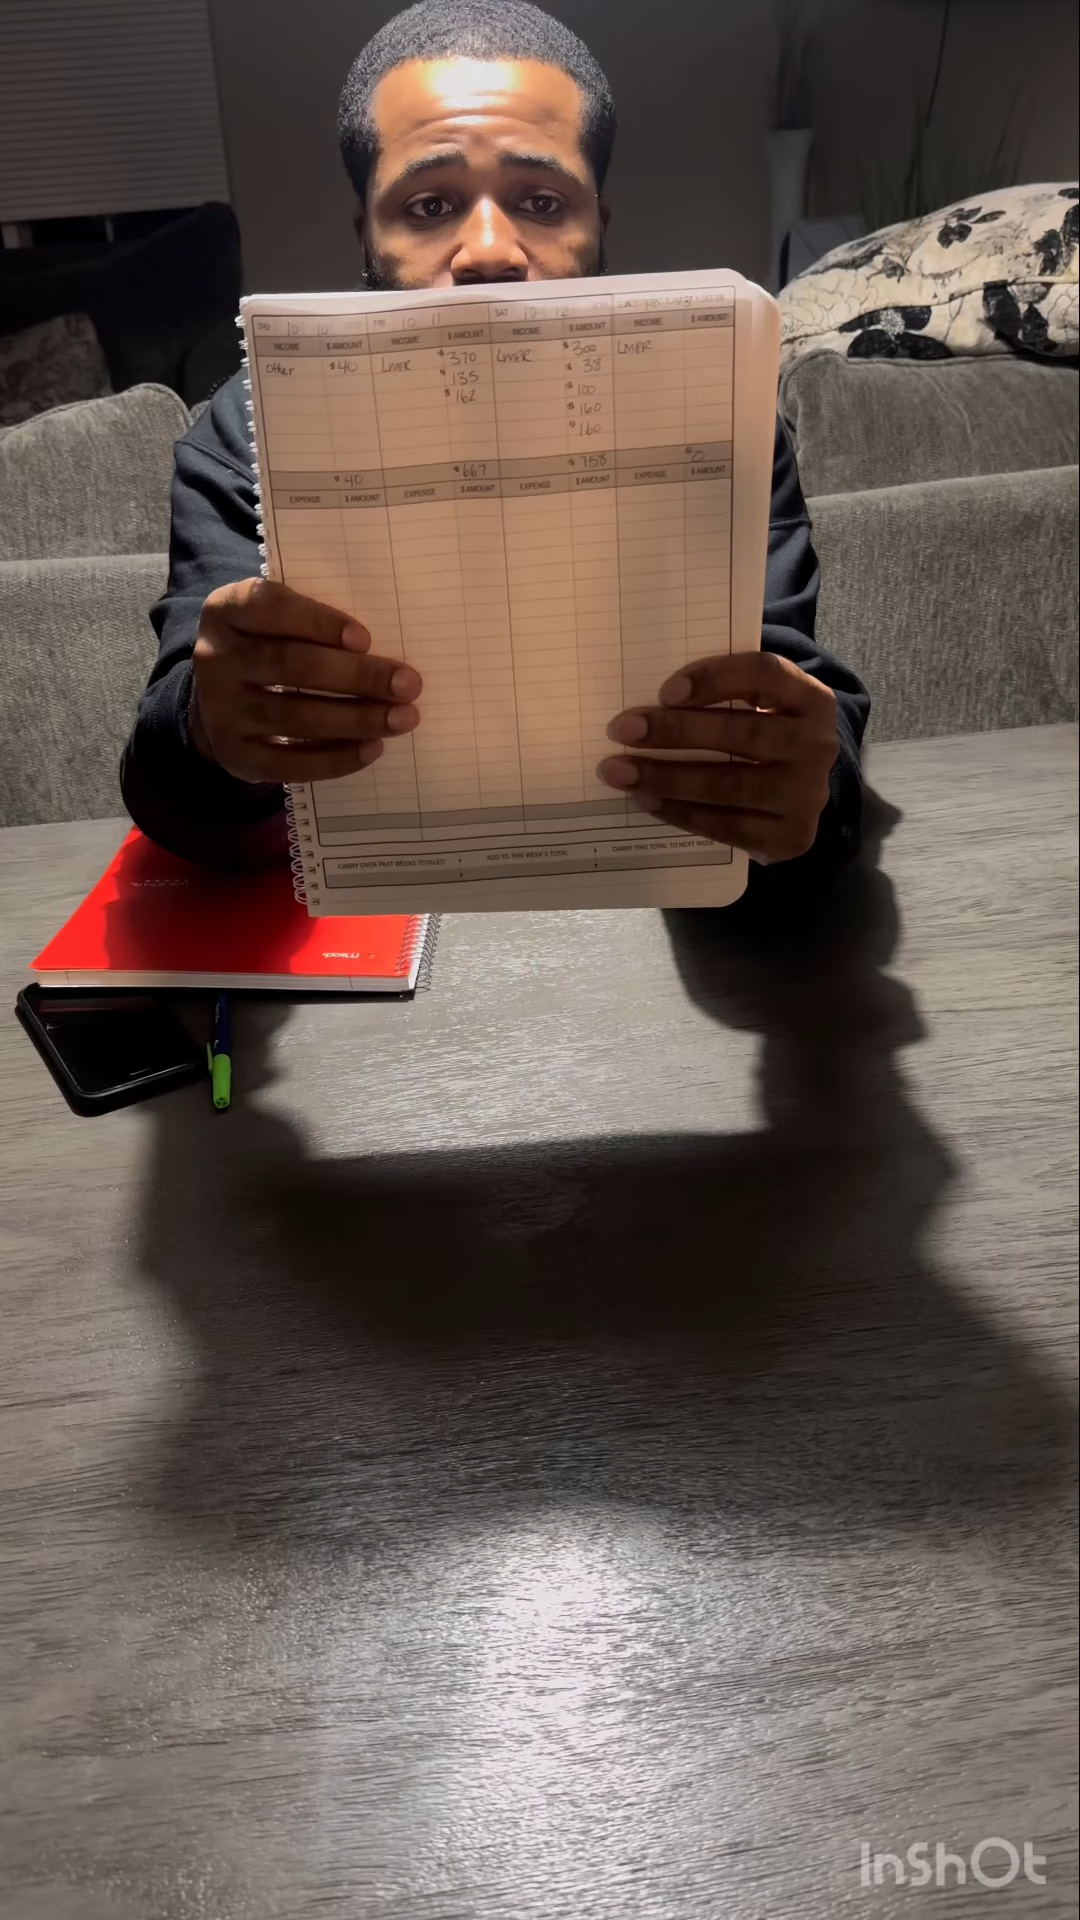 THU 10 10 FRI 10 11 SAT 10 12 SUN 13
INCOME $ AMOUNT INCOME $ AMOUNT INCOME $ AMOUNT INCOME $ AMOUNT
Other $40 LMPR $370 LMPR $300 LMPR
$135 $38
$162 $100
$160
$160
$40 $667 $758 $0
EXPENSE $ AMOUNT EXPENSE $ AMOUNT EXPENSE $ AMOUNT EXPENSE $ AMOUNT
CARRY OVER PAST WEEKS TOTALED ADD TO THIS WEEK'S TOTAL CARRY THIS TOTAL TO NEXT WEEK
Mead
InShOt